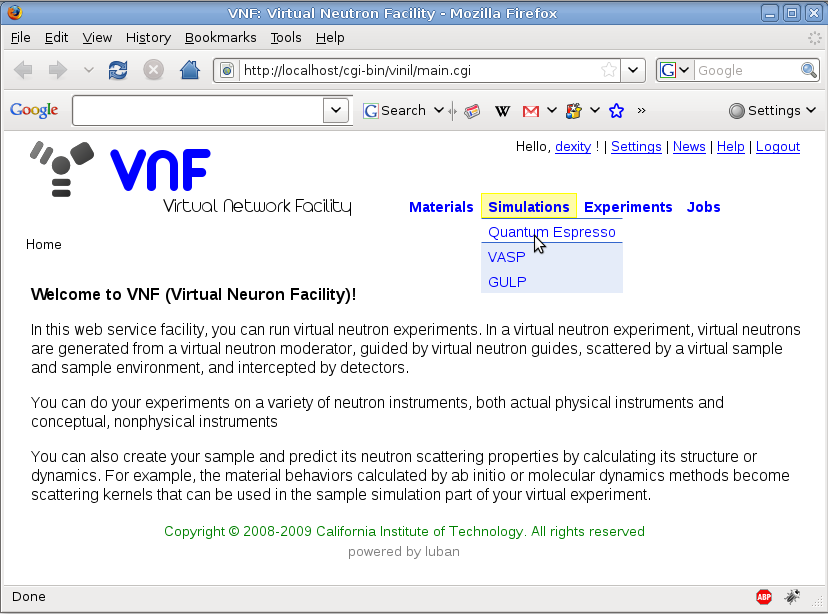 VNF: Virtual Neutron Facility - Mozilla Firefox
File Edit View History Bookmarks Tools Help
http://localhost/cgi-bin/vinil/main.cgi
G Google
Google
G Search W M » Settings
Hello, dexity ! | Settings | News | Help | Logout
VNF
Virtual Network Facility
Materials Simulations Experiments Jobs
Quantum Espresso
VASP
GULP
Home
Welcome to VNF (Virtual Neuron Facility)!
In this web service facility, you can run virtual neutron experiments. In a virtual neutron experiment, virtual neutrons
are generated from a virtual neutron moderator, guided by virtual neutron guides, scattered by a virtual sample
and sample environment, and intercepted by detectors.
You can do your experiments on a variety of neutron instruments, both actual physical instruments and
conceptual, nonphysical instruments
You can also create your sample and predict its neutron scattering properties by calculating its structure or
dynamics. For example, the material behaviors calculated by ab initio or molecular dynamics methods become
scattering kernels that can be used in the sample simulation part of your virtual experiment.
Copyright © 2008-2009 California Institute of Technology. All rights reserved
powered by luban
Done ABP